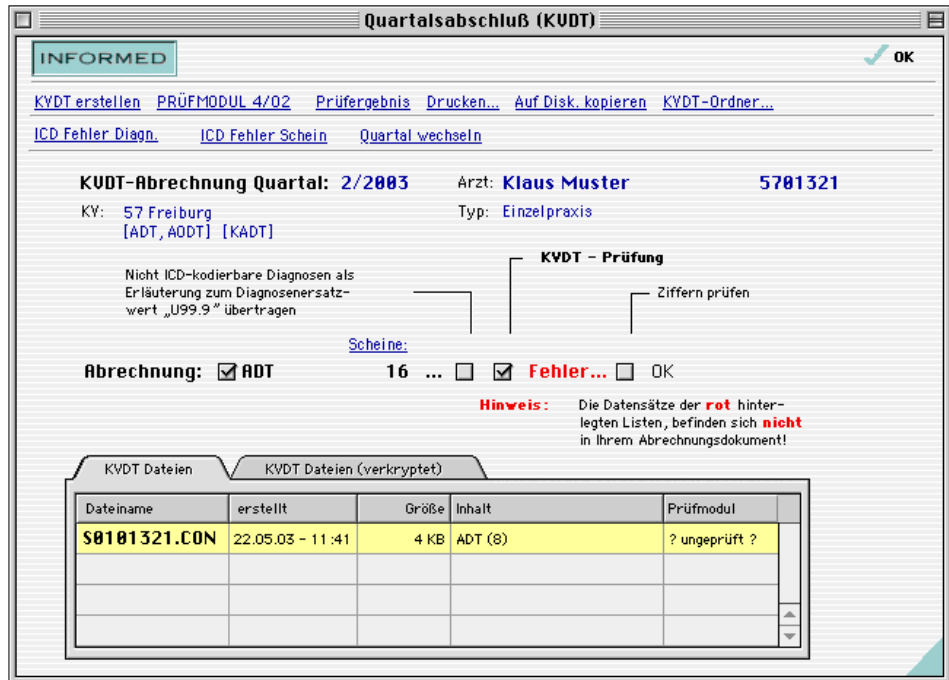 Quartalsabschluß (KVDT)
INFORMED
OK
KVDT erstellen PRÜFMODUL 4/02 Prüfergebnis Drucken... Auf Disk. kopieren KVDT-Ordner...
ICD Fehler Diagn. ICD Fehler Schein Quartal wechseln
KVDT-Abrechnung Quartal: 2/2003 Arzt: Klaus Muster 5701321
KV: 57 Freiburg Typ: Einzelpraxis
[ADT, AODT] [KADT]
KVDT - Prüfung
Nicht ICD-kodierbare Diagnosen als
Erläuterung zum Diagnosenersatz-
wert „U99.9" übertragen
Ziffern prüfen
Scheine:
Abrechnung: ADT 16 ... Fehler... OK
Hinweis: Die Datensätze der rot hinter-
legten Listen, befinden sich nicht
in Ihrem Abrechnungsdokument!
KVDT Dateien KVDT Dateien (verkryptet)
Dateiname erstellt Größe Inhalt Prüfmodul
S0101321.CON 22.05.03 - 11:41 4 KB ADT (8) ? ungeprüft ?